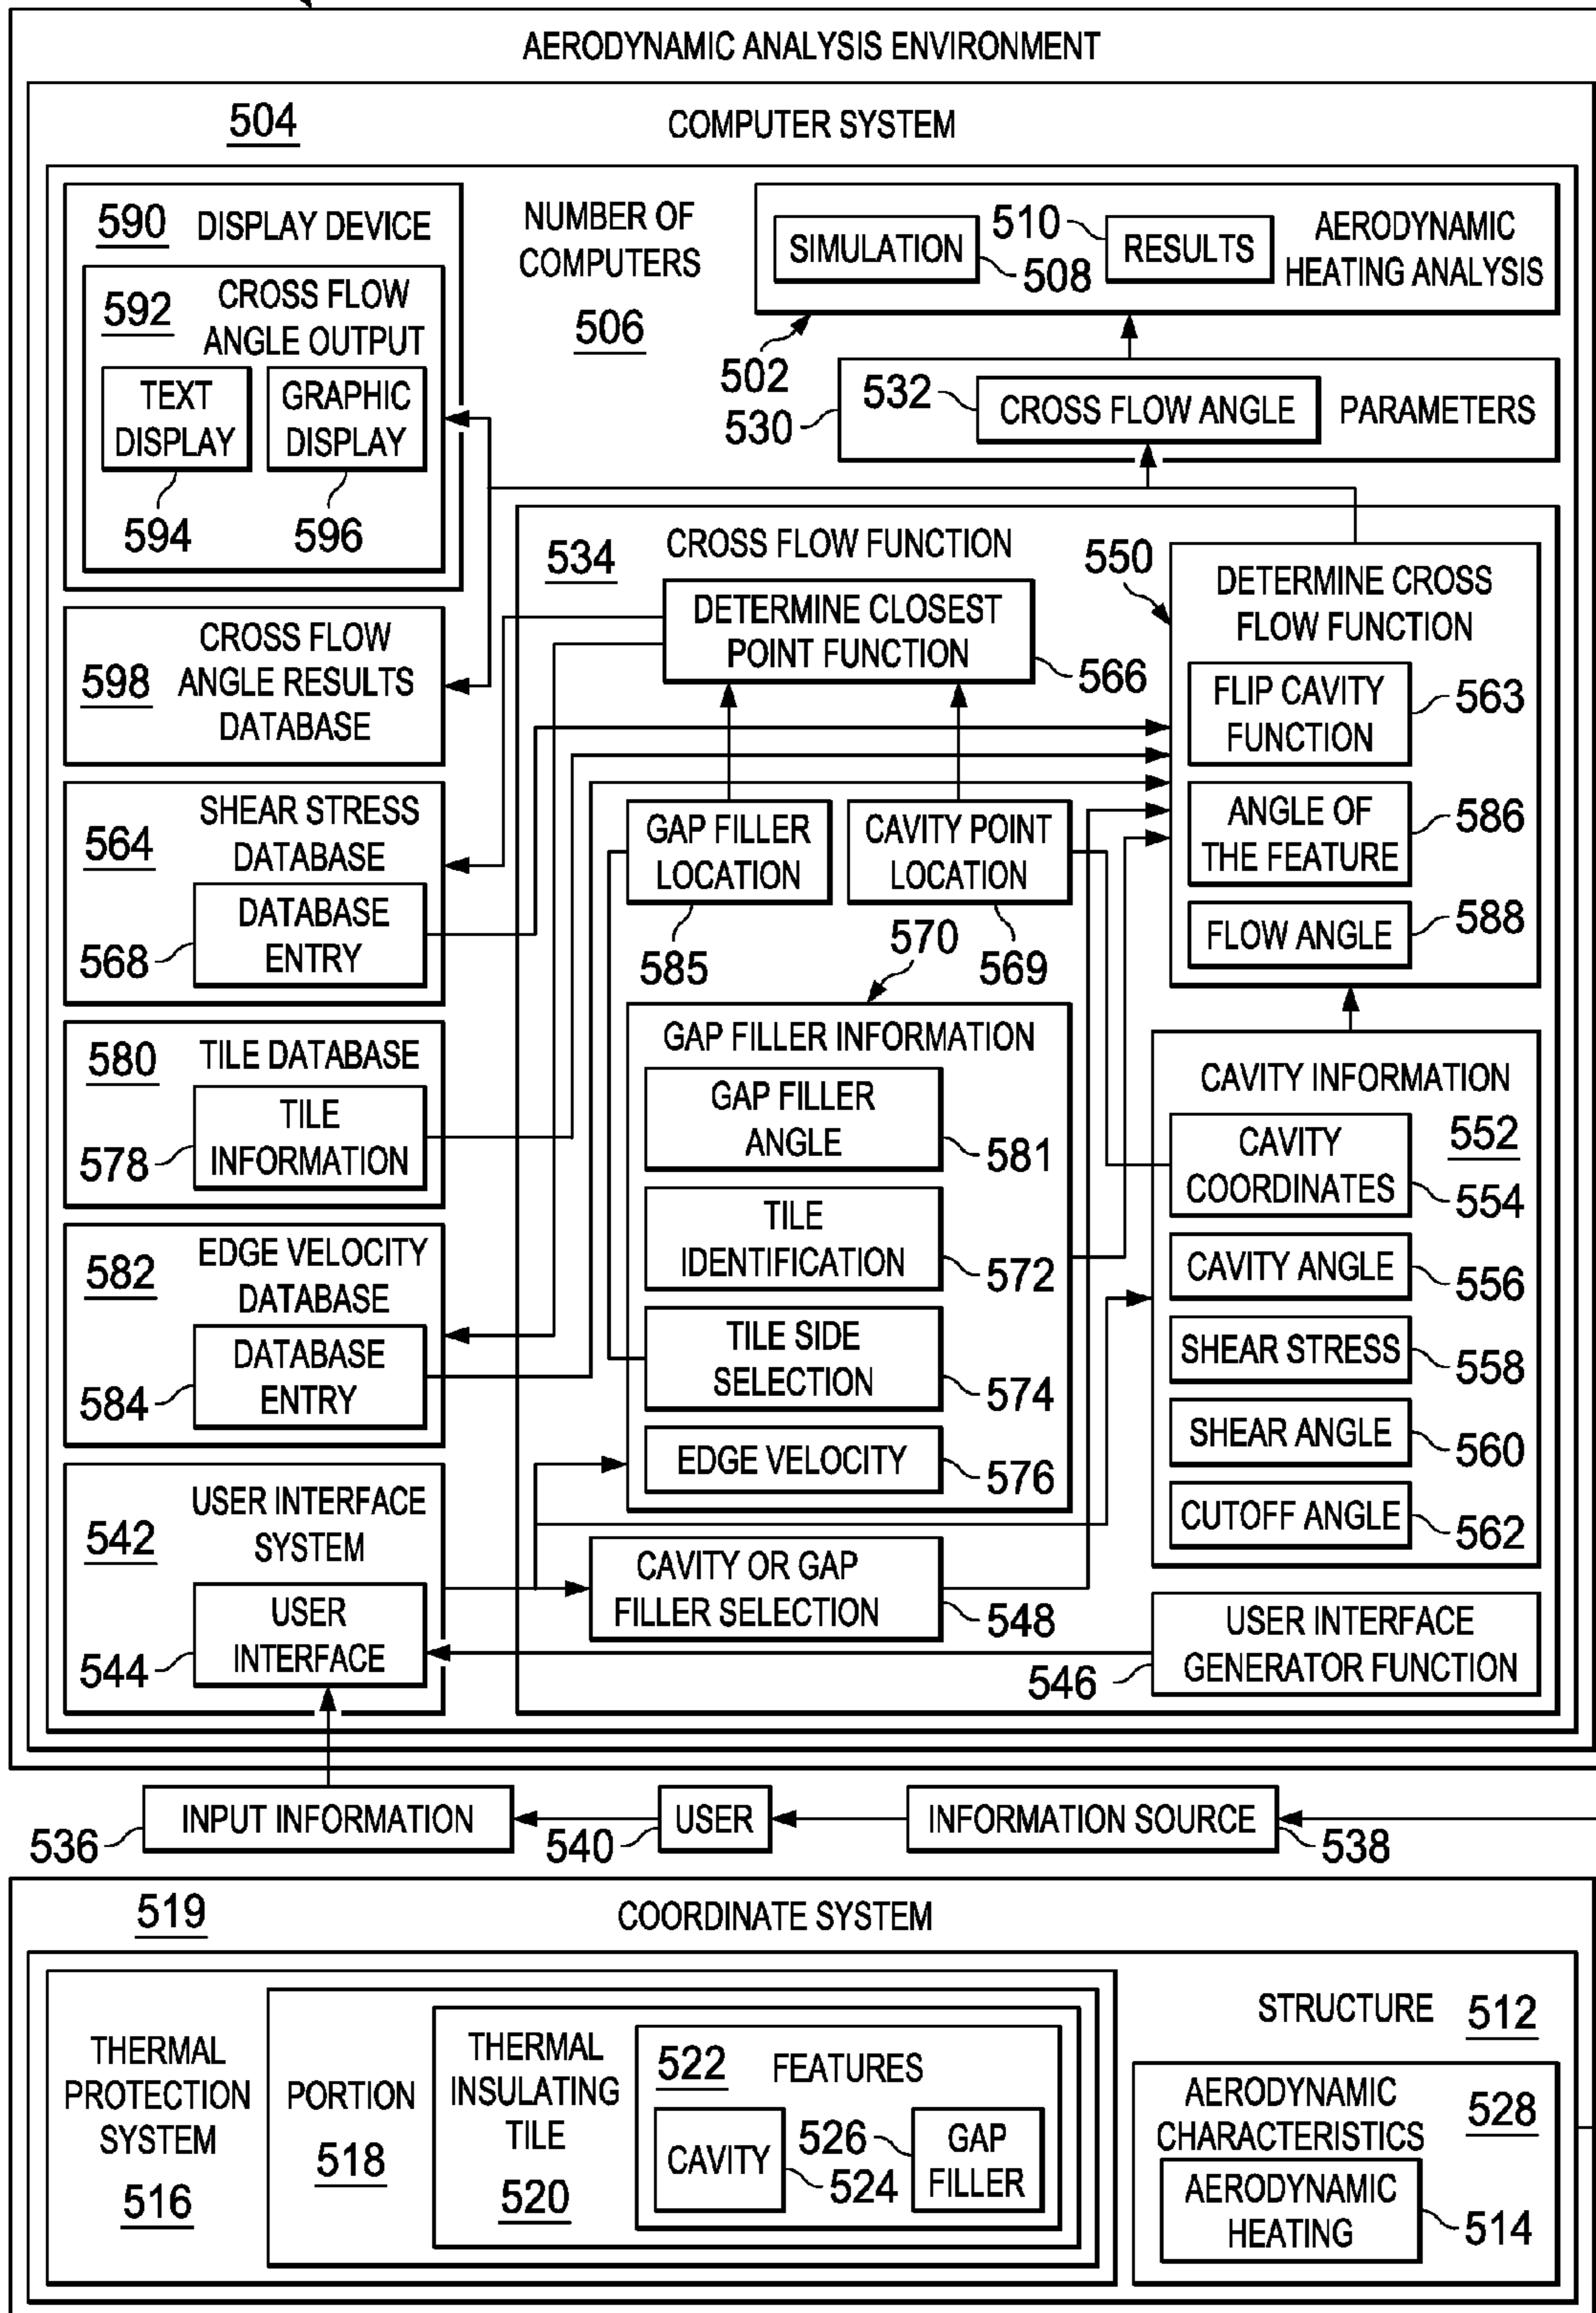 AERODYNAMIC ANALYSIS ENVIRONMENT
504
COMPUTER SYSTEM
590
DISPLAY DEVICE
592
CROSS FLOW
ANGLE OUTPUT
TEXT
DISPLAY
GRAPHIC
DISPLAY
594
596
NUMBER OF
COMPUTERS
506
SIMULATION
508
510
RESULTS
AERODYNAMIC
HEATING ANALYSIS
502
530
532
CROSS FLOW ANGLE
PARAMETERS
598
CROSS FLOW
ANGLE RESULTS
DATABASE
564
SHEAR STRESS
DATABASE
568
DATABASE
ENTRY
580
TILE DATABASE
578
TILE
INFORMATION
582
EDGE VELOCITY
DATABASE
584
DATABASE
ENTRY
542
USER INTERFACE
SYSTEM
544
USER
INTERFACE
534
CROSS FLOW FUNCTION
DETERMINE CLOSEST
POINT FUNCTION
566
GAP FILLER
LOCATION
585
CAVITY POINT
LOCATION
569
570
GAP FILLER INFORMATION
GAP FILLER
ANGLE
581
TILE
IDENTIFICATION
572
TILE SIDE
SELECTION
574
EDGE VELOCITY
576
CAVITY OR GAP
FILLER SELECTION
548
550
DETERMINE CROSS
FLOW FUNCTION
FLIP CAVITY
FUNCTION
563
ANGLE OF
THE FEATURE
586
FLOW ANGLE
588
CAVITY INFORMATION
552
CAVITY
COORDINATES
554
CAVITY ANGLE
556
SHEAR STRESS
558
SHEAR ANGLE
560
CUTOFF ANGLE
562
546
USER INTERFACE
GENERATOR FUNCTION
536
INPUT INFORMATION
540
USER
INFORMATION SOURCE
538
519
COORDINATE SYSTEM
THERMAL
PROTECTION
SYSTEM
516
PORTION
518
THERMAL
INSULATING
TILE
520
522
FEATURES
CAVITY
524
526
GAP
FILLER
STRUCTURE
512
AERODYNAMIC
CHARACTERISTICS
528
AERODYNAMIC
HEATING
514